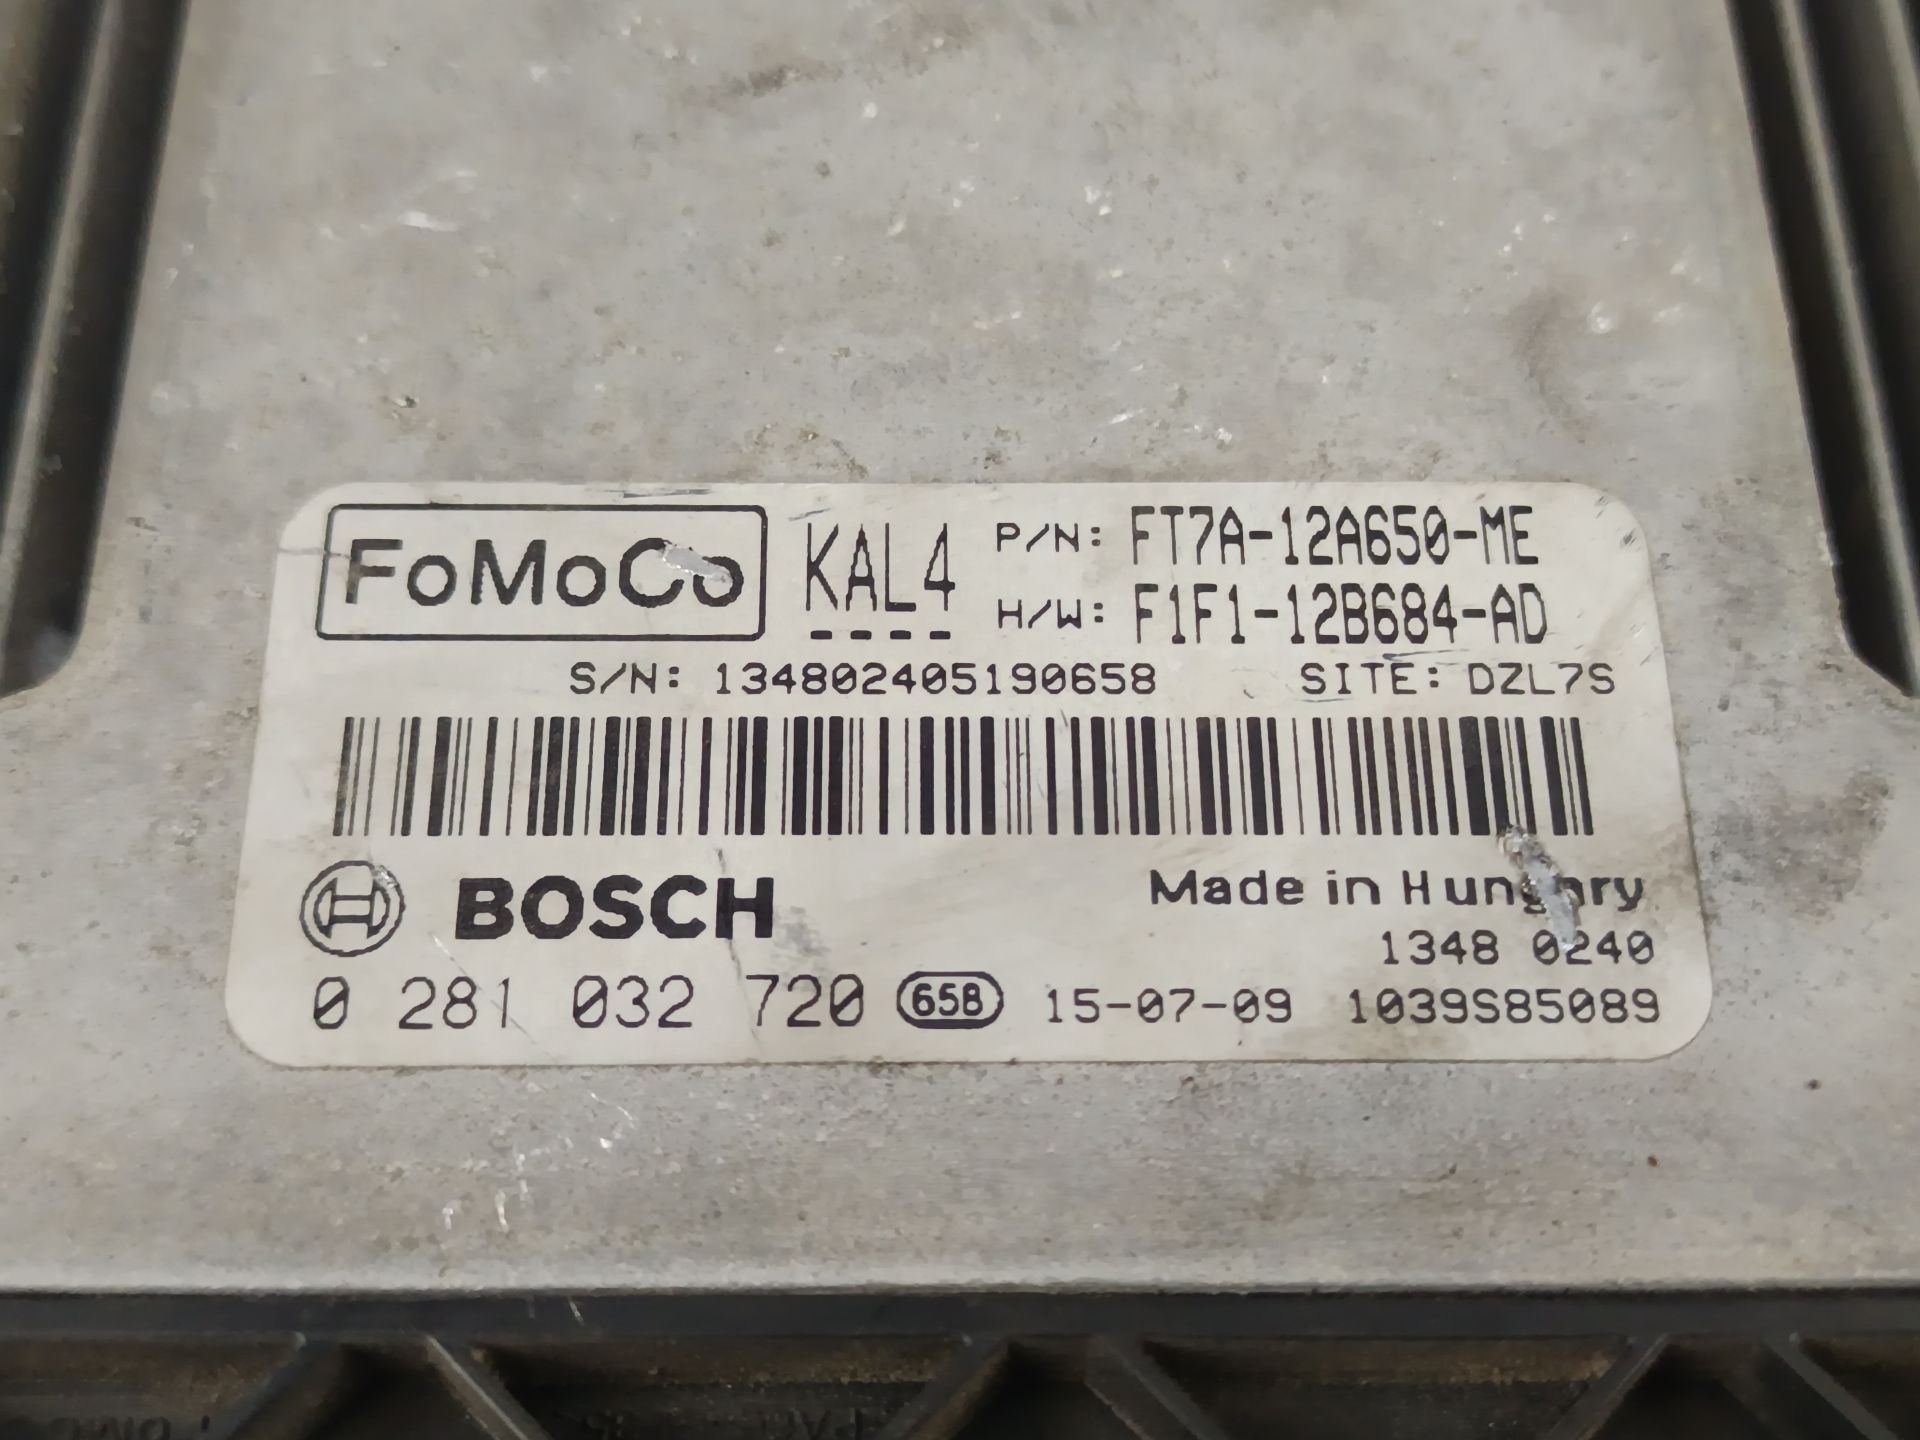 FoMoCo KAL4 P/N: FT7A-12A650-ME
H/W: F1F1-12B684-AD
S/N: 134802405190658 SITE: DZL7S
BOSCH Made in Hungary
1348 0240
0 281 032 720 658 15-07-09 1039S85089